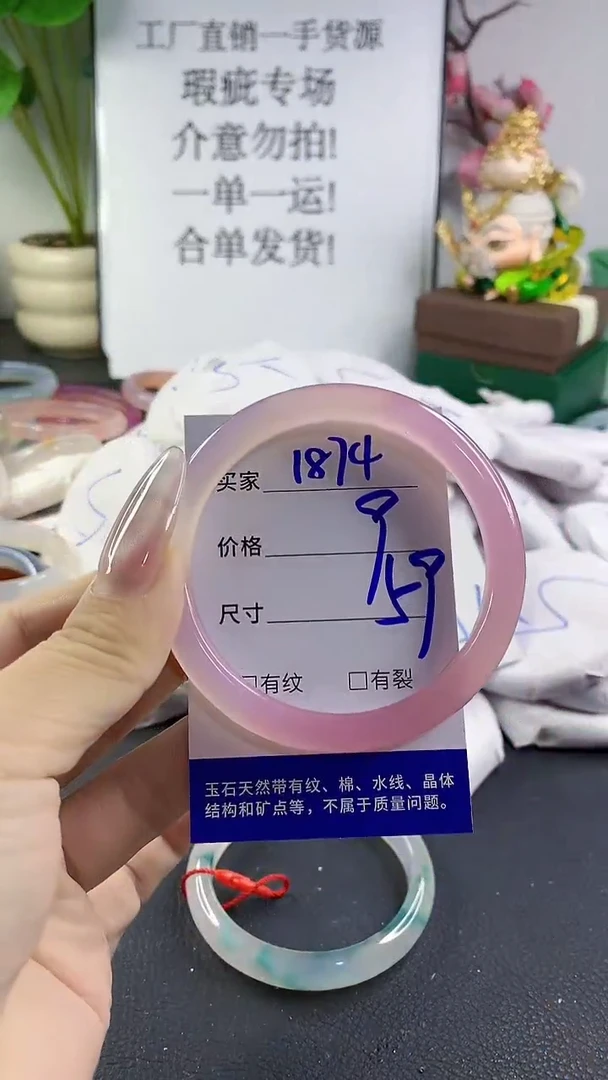 工厂直销一手货源
瑕疵专场
介意勿拍!
一单一运!
合单发货!
买家 1874
价格 9
尺寸 59
□有纹 □有裂
玉石天然带有纹、棉、水线、晶体
结构和矿点等，不属于质量问题。